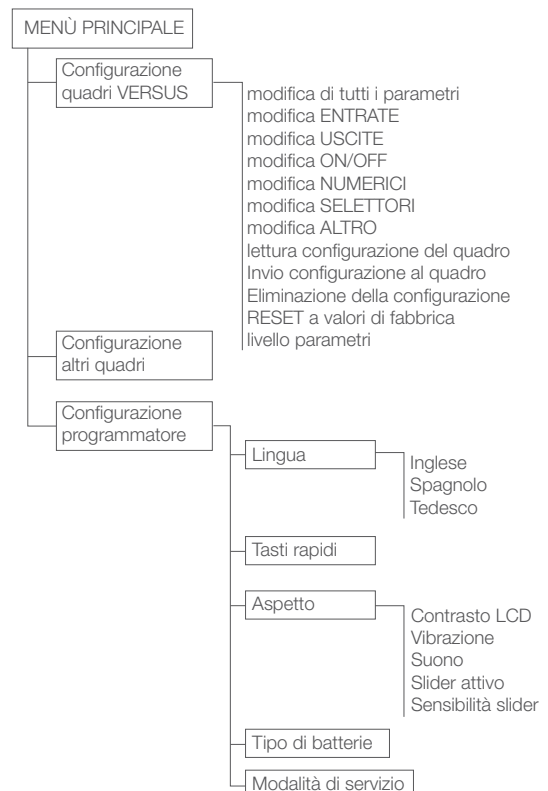 MENÙ PRINCIPALE
Configurazione
quadri VERSUS
modifica di tutti i parametri
modifica ENTRATE
modifica USCITE
modifica ON/OFF
modifica NUMERICI
modifica SELETTORI
modifica ALTRO
lettura configurazione del quadro
Invio configurazione al quadro
Eliminazione della configurazione
RESET a valori di fabbrica
livello parametri
Configurazione
altri quadri
Configurazione
programmatore
Lingua
Inglese
Spagnolo
Tedesco
Tasti rapidi
Aspetto
Contrasto LCD
Vibrazione
Suono
Slider attivo
Sensibilità slider
Tipo di batterie
Modalità di servizio